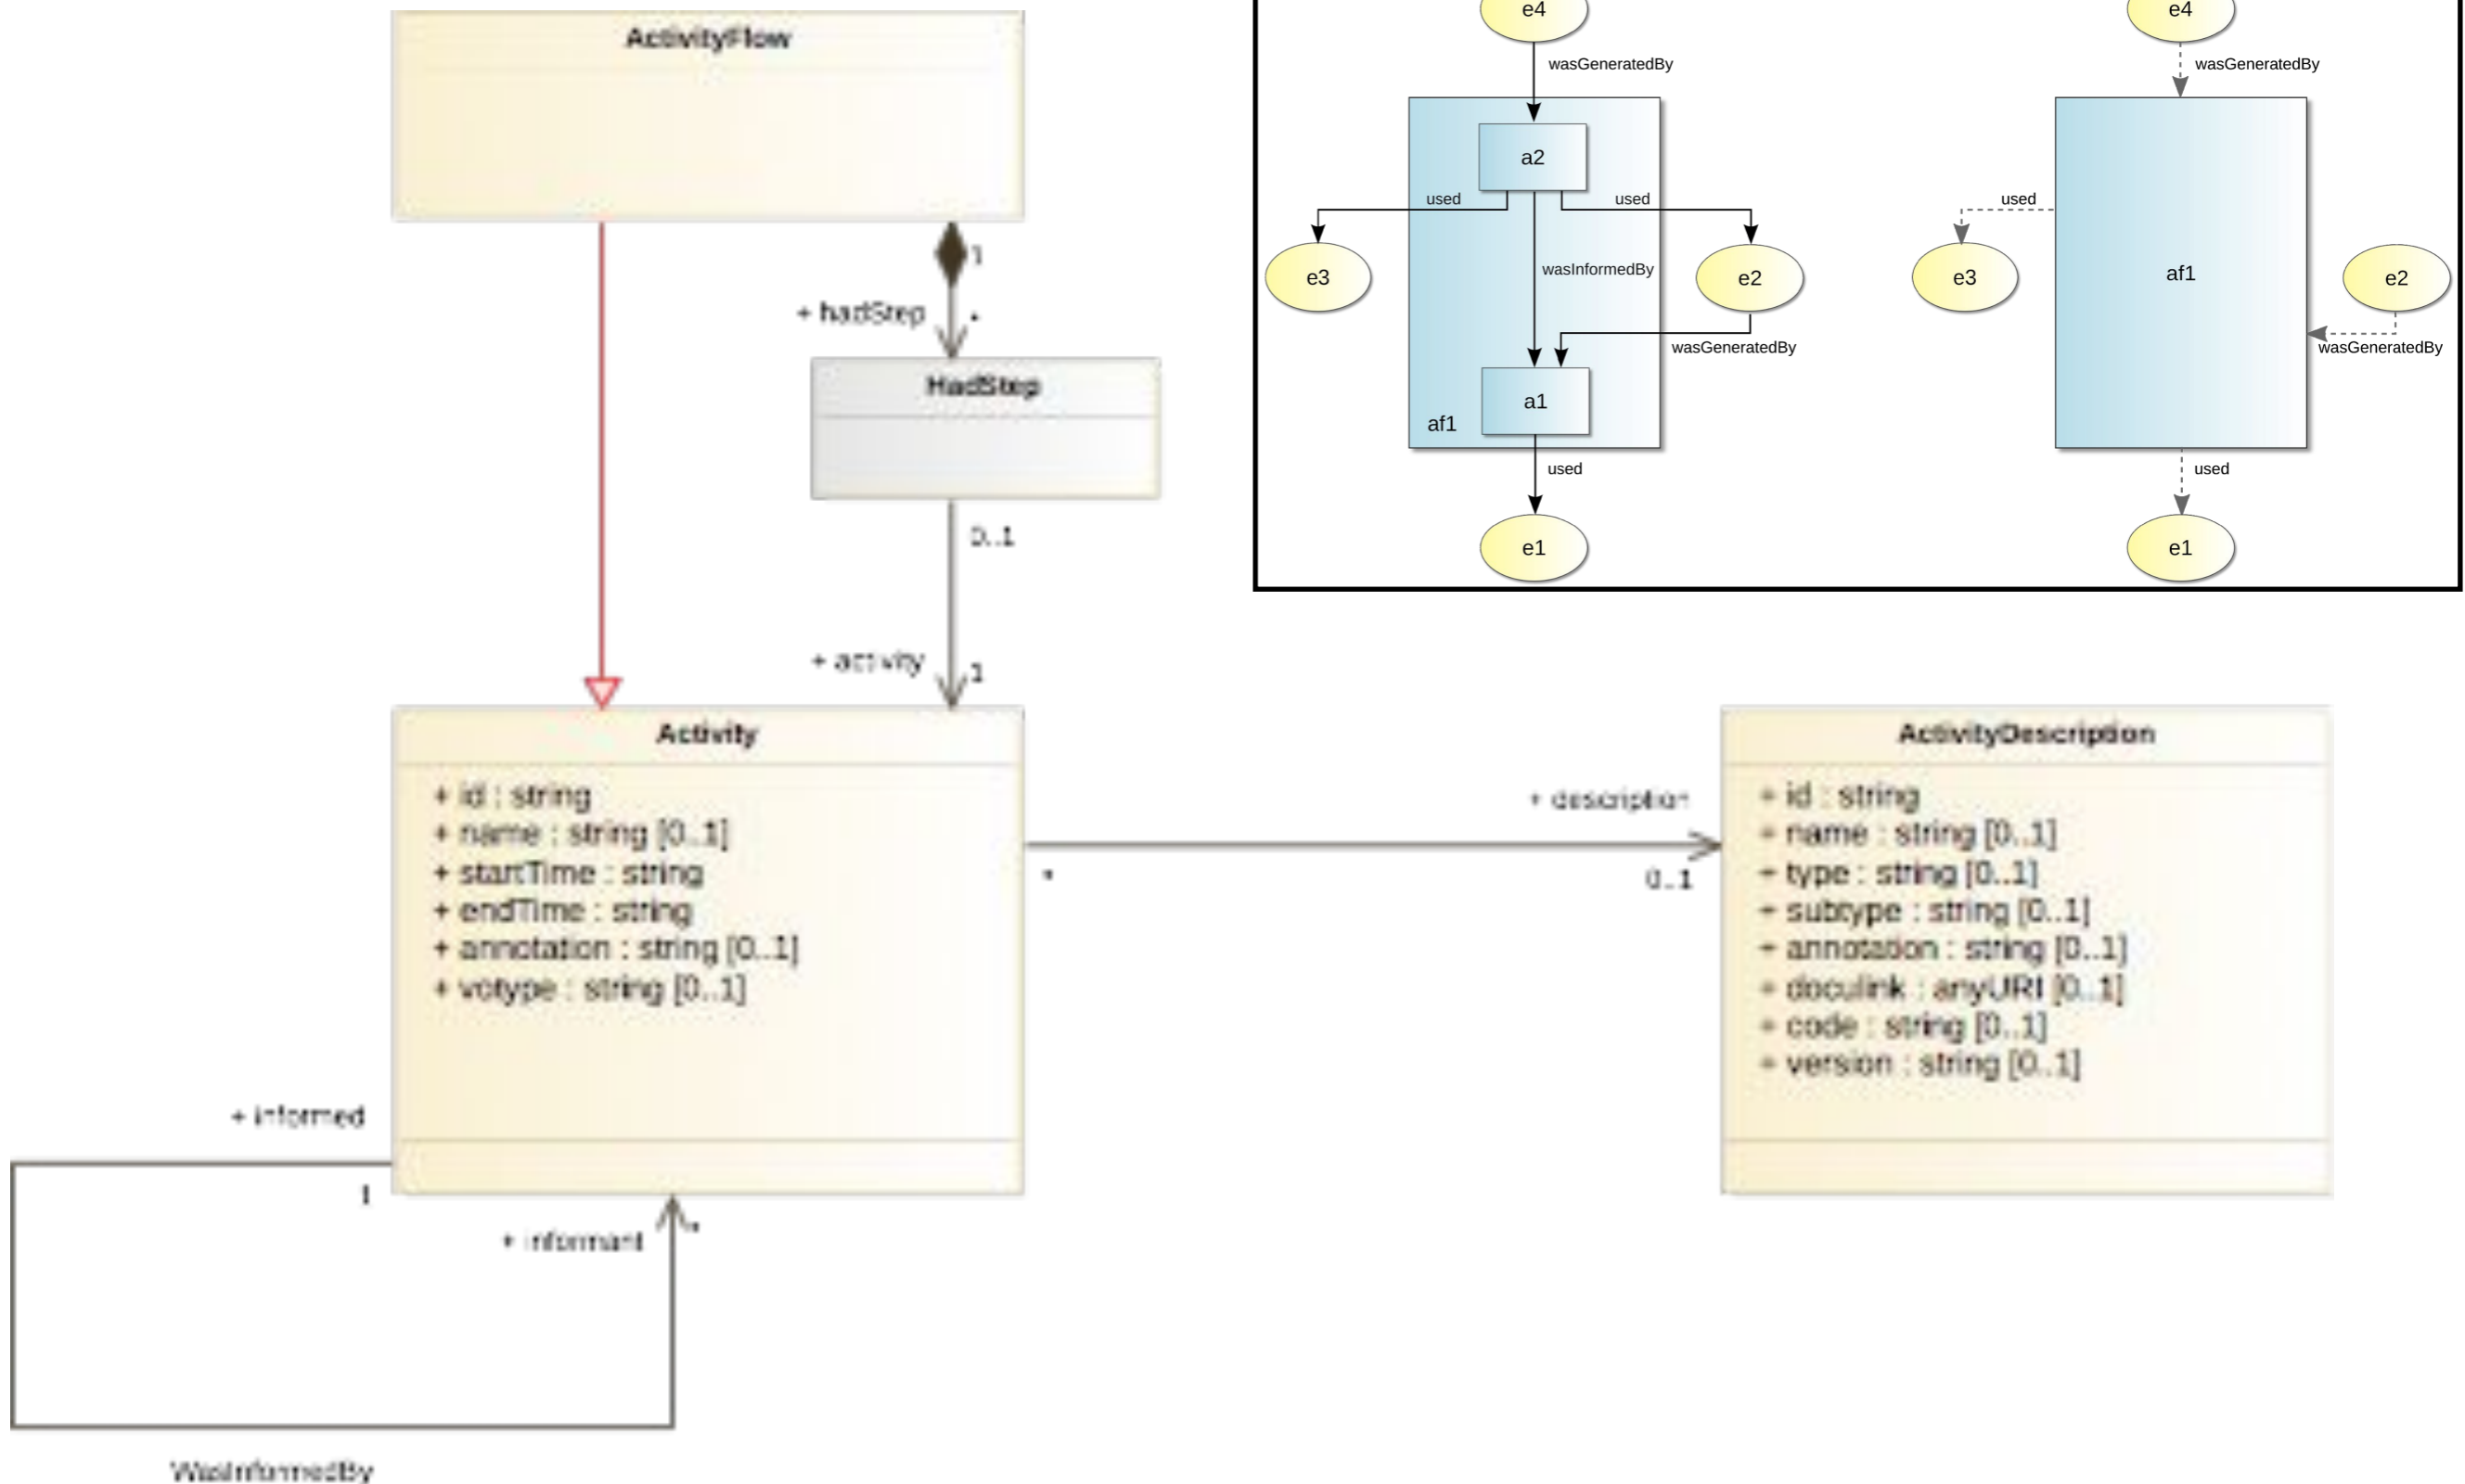 ActivityFlow
1
+ hadStep
*
HadStep
0..1
+ activity
1
Activity
+ id : string
+ name : string [0..1]
+ startTime : string
+ endTime : string
+ annotation : string [0..1]
+ votype : string [0..1]
+ informed
1
+ informant
*
WasInformedBy
*
+ description
0..1
ActivityDescription
+ id : string
+ name : string [0..1]
+ type : string [0..1]
+ subtype : string [0..1]
+ annotation : string [0..1]
+ doculink : anyURI [0..1]
+ code : string [0..1]
+ version : string [0..1]
e4
wasGeneratedBy
a2
used
used
e3
wasInformedBy
e2
wasGeneratedBy
a1
af1
used
e1
e4
wasGeneratedBy
used
e3
af1
e2
wasGeneratedBy
used
e1